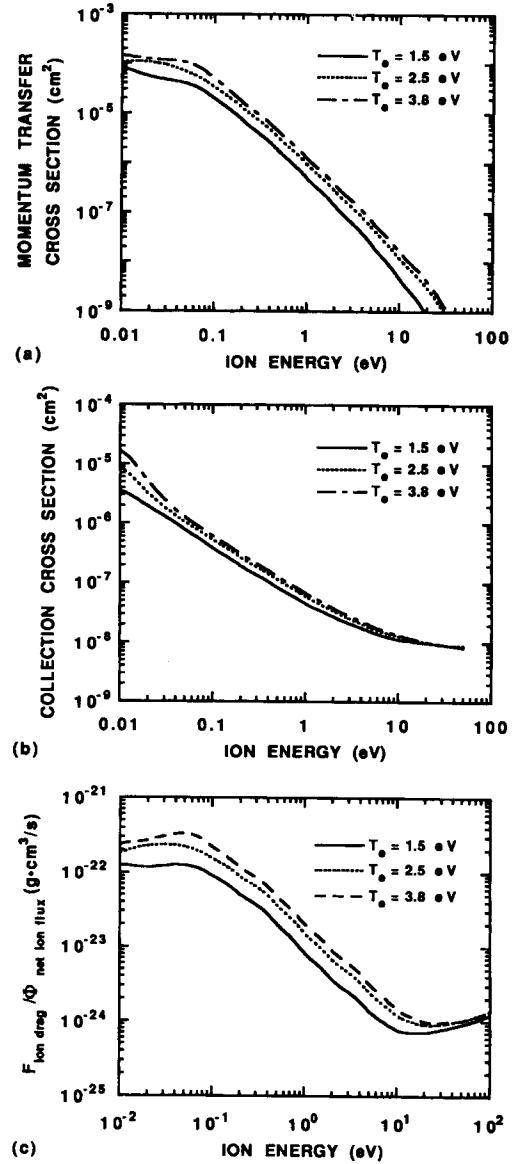 MOMENTUM TRANSFER
CROSS SECTION (cm²)
10⁻³
10⁻⁵
10⁻⁷
10⁻⁹
Tₑ = 1.5 eV
Tₑ = 2.5 eV
Tₑ = 3.8 eV
0.01 0.1 1 10 100
(a) ION ENERGY (eV)
COLLECTION CROSS SECTION (cm²)
10⁻⁴
10⁻⁵
10⁻⁶
10⁻⁷
10⁻⁸
10⁻⁹
Tₑ = 1.5 eV
Tₑ = 2.5 eV
Tₑ = 3.8 eV
0.01 0.1 1 10 100
(b) ION ENERGY (eV)
F ion drag /Φ net ion flux (g•cm³/s)
10⁻²¹
10⁻²²
10⁻²³
10⁻²⁴
10⁻²⁵
Tₑ = 1.5 eV
Tₑ = 2.5 eV
Tₑ = 3.8 eV
10⁻² 10⁻¹ 10⁰ 10¹ 10²
(c) ION ENERGY (eV)